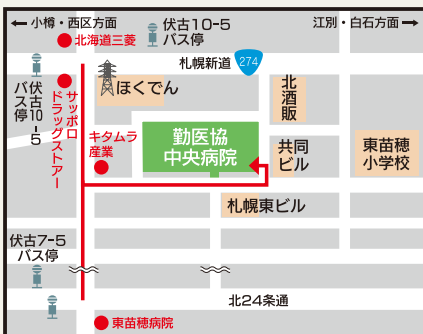 ← 小樽・西区方面
伏古10-5
バス停
江別・白石方面 →
北海道三菱
札幌新道
274
伏古10-5
バス停
サッポロ
ドラッグストアー
ほくでん
北酒販
キタムラ
産業
勤医協
中央病院
共同
ビル
東苗穂
小学校
札幌東ビル
伏古7-5
バス停
北24条通
東苗穂病院